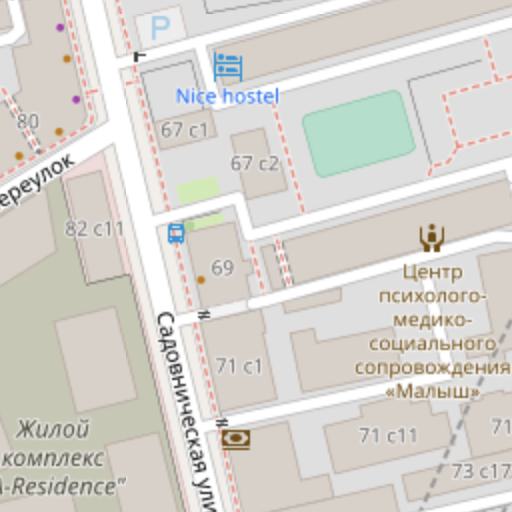 P
Nice hostel
80
67 с1
67 с2
ереулок
82 с11
69
Центр
психолого-
медико-
социального
сопровождения
«Малыш»
Садовническая ули
71 с1
Жилой
комплекс
A-Residence"
71 с11
71
73 с17